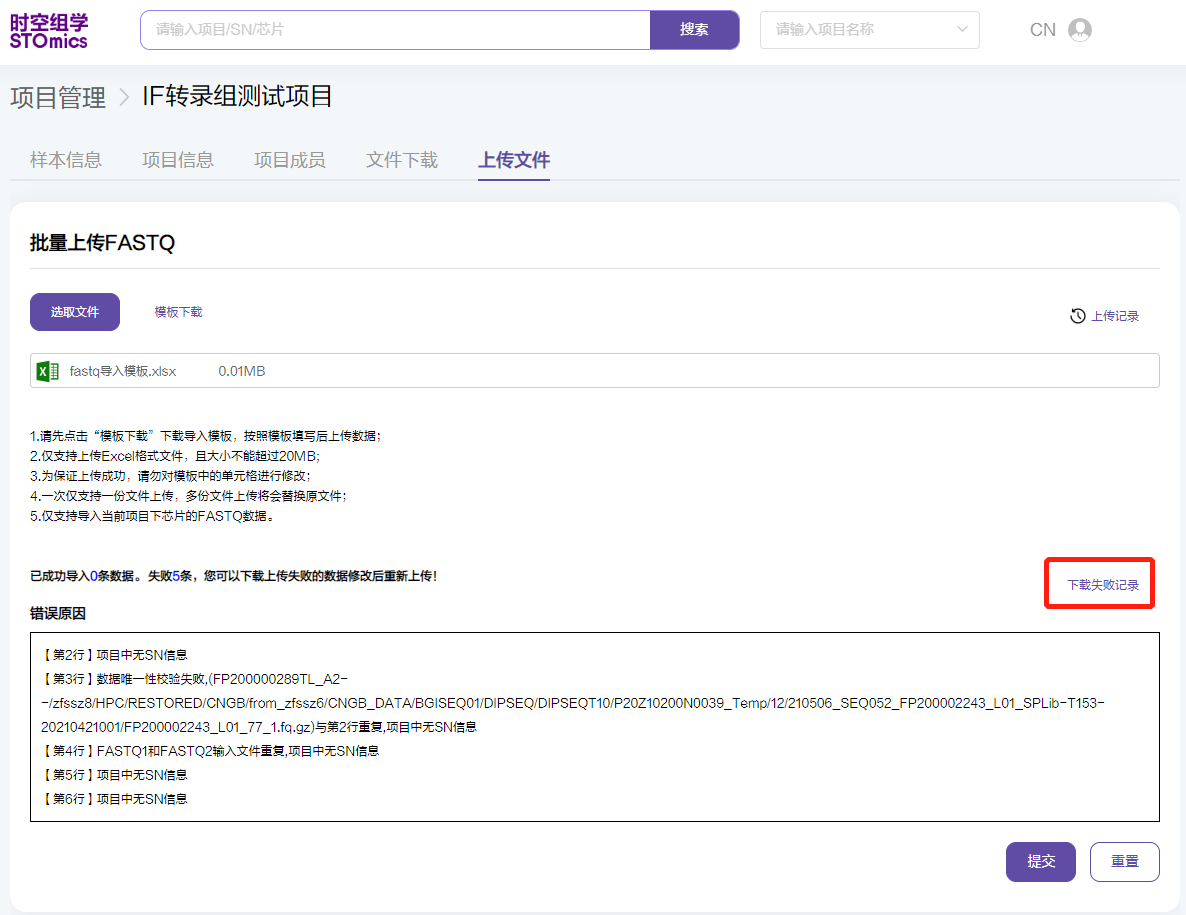 时空组学
STOmics
请输入项目/SN/芯片
搜索
请输入项目名称
CN
项目管理 > IF转录组测试项目
样本信息
项目信息
项目成员
文件下载
上传文件
批量上传FASTQ
选取文件
模板下载
上传记录
fastq导入模板.xlsx
0.01MB
1.请先点击“模板下载”下载导入模板，按照模板填写后上传数据；
2.仅支持上传Excel格式文件，且大小不能超过20MB；
3.为保证上传成功，请勿对模板中的单元格进行修改；
4.一次仅支持一份文件上传，多份文件上传将会替换原文件；
5.仅支持导入当前项目下芯片的FASTQ数据。
已成功导入0条数据。失败5条，您可以下载上传失败的数据修改后重新上传！
下载失败记录
错误原因
【第2行】项目中无SN信息
【第3行】数据唯一性校验失败,(FP200000289TL_A2-
-/zfssz8/HPC/RESTORED/CNGB/from_zfssz6/CNGB_DATA/BGISEQ01/DIPSEQ/DIPSEQT10/P20Z10200N0039_Temp/12/210506_SEQ052_FP200002243_L01_SPLib-T153-
20210421001/FP200002243_L01_77_1.fq.gz)与第2行重复,项目中无SN信息
【第4行】FASTQ1和FASTQ2输入文件重复,项目中无SN信息
【第5行】项目中无SN信息
【第6行】项目中无SN信息
提交
重置